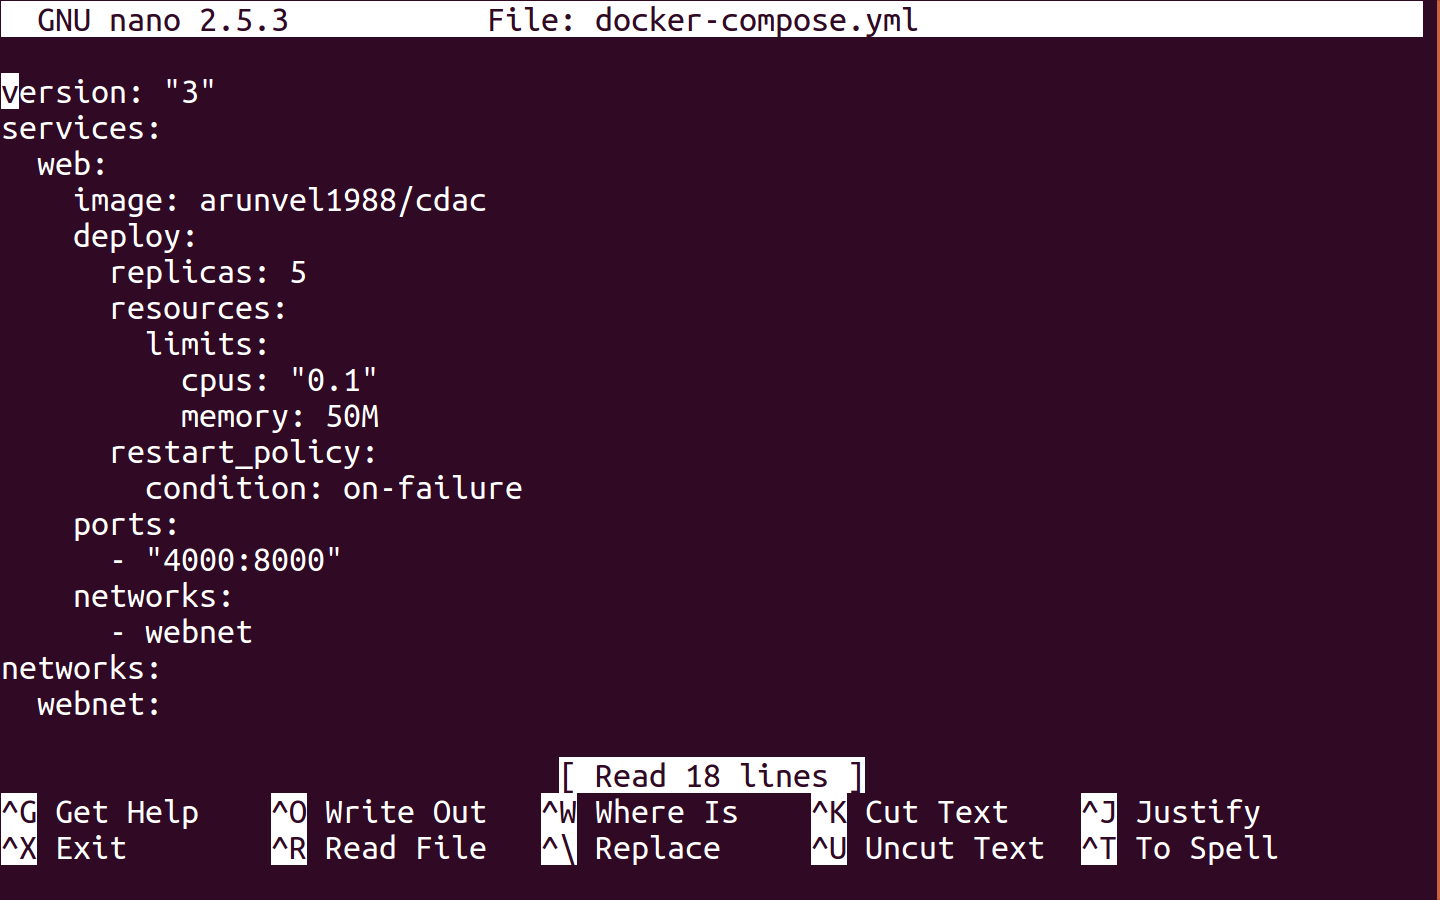 GNU nano 2.5.3 File: docker-compose.yml
version: "3"
services:
  web:
    image: arunvel1988/cdac
    deploy:
      replicas: 5
      resources:
        limits:
          cpus: "0.1"
          memory: 50M
      restart_policy:
        condition: on-failure
    ports:
      - "4000:8000"
    networks:
      - webnet
networks:
  webnet:
[ Read 18 lines ]
^G Get Help ^O Write Out ^W Where Is ^K Cut Text ^J Justify
^X Exit ^R Read File ^\ Replace ^U Uncut Text ^T To Spell